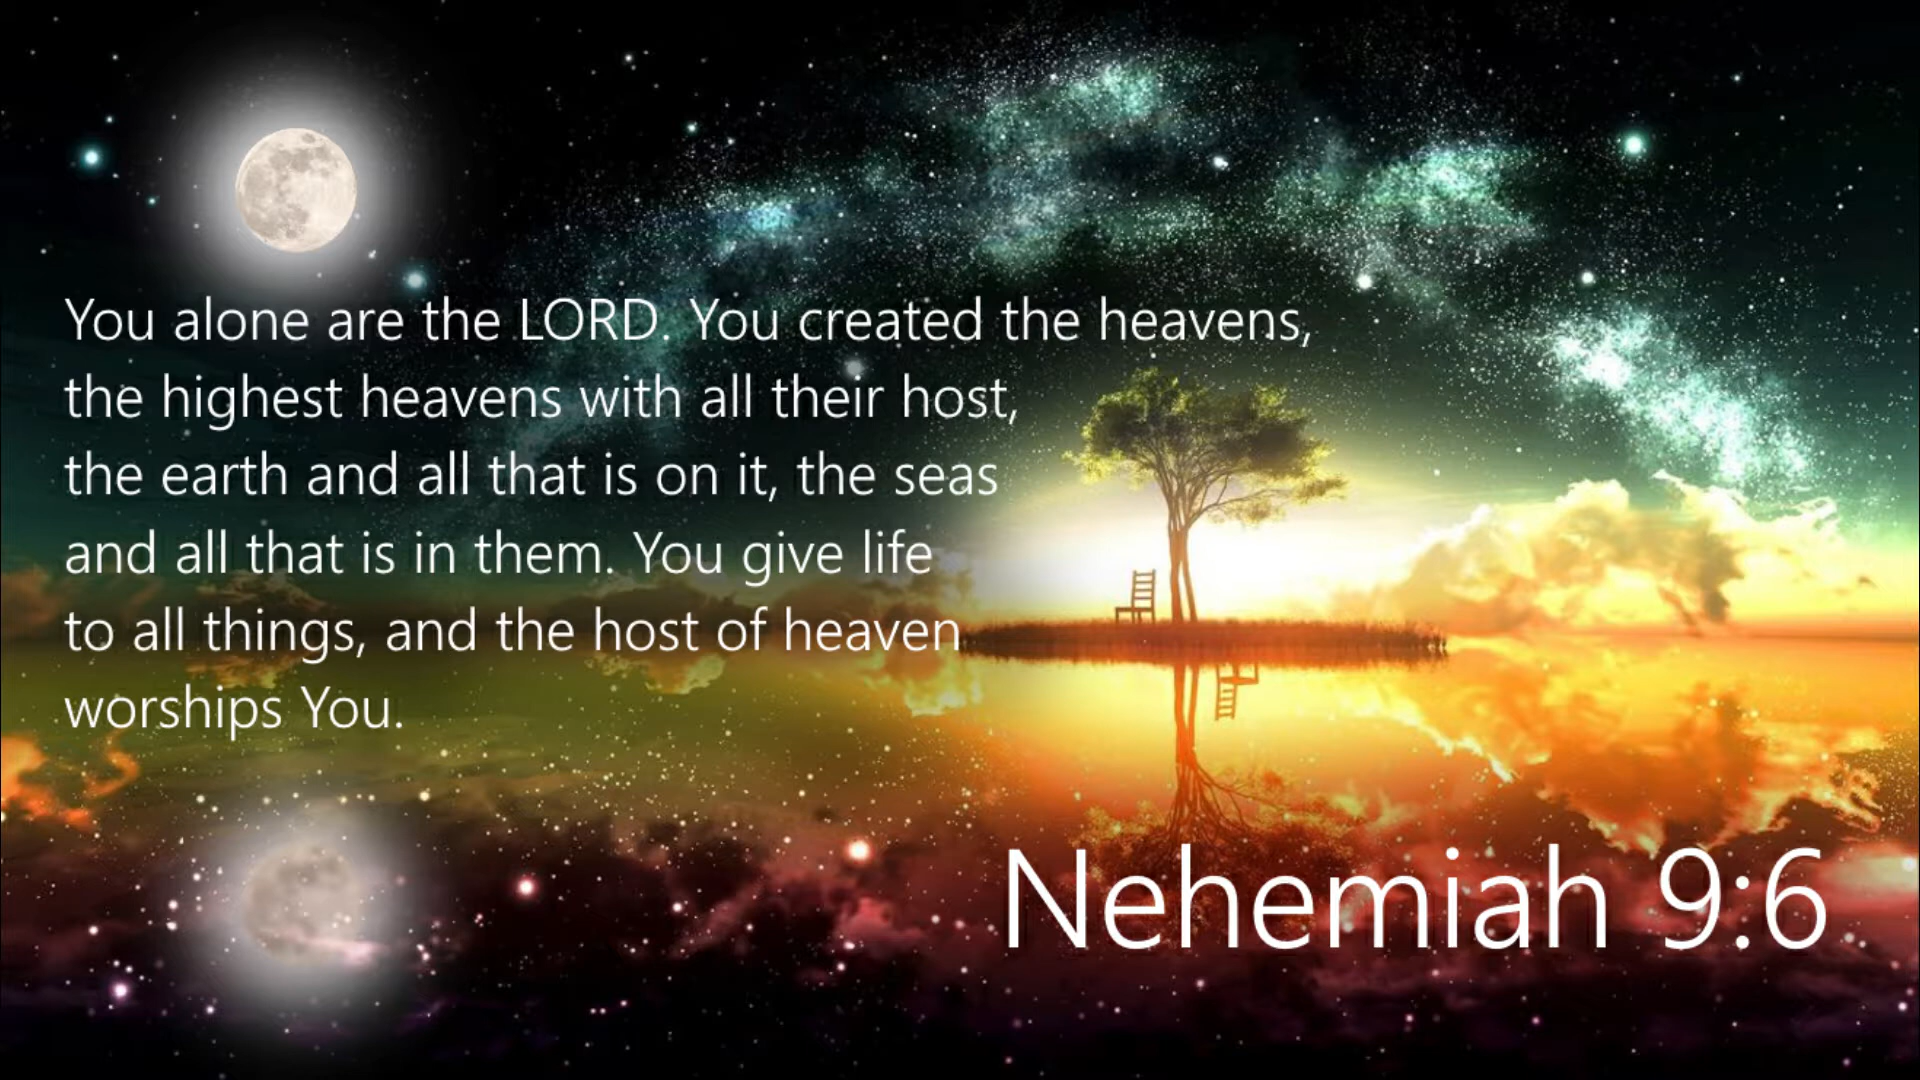 You alone are the LORD. You created the heavens,
the highest heavens with all their host,
the earth and all that is on it, the seas
and all that is in them. You give life
to all things, and the host of heaven
worships You.
Nehemiah 9:6